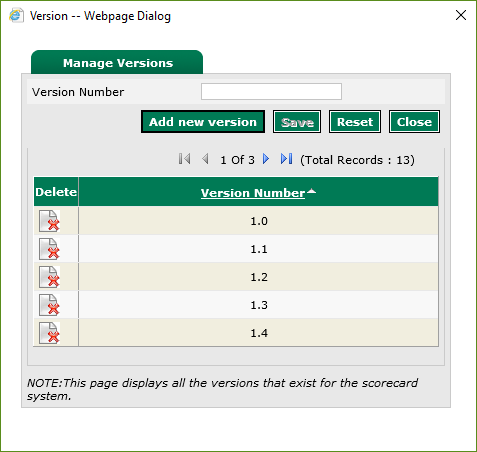 Version -- Webpage Dialog
Manage Versions
Version Number
Add new version Save Reset Close
1 Of 3 (Total Records : 13)
Delete Version Number
1.0
1.1
1.2
1.3
1.4
NOTE:This page displays all the versions that exist for the scorecard
system.